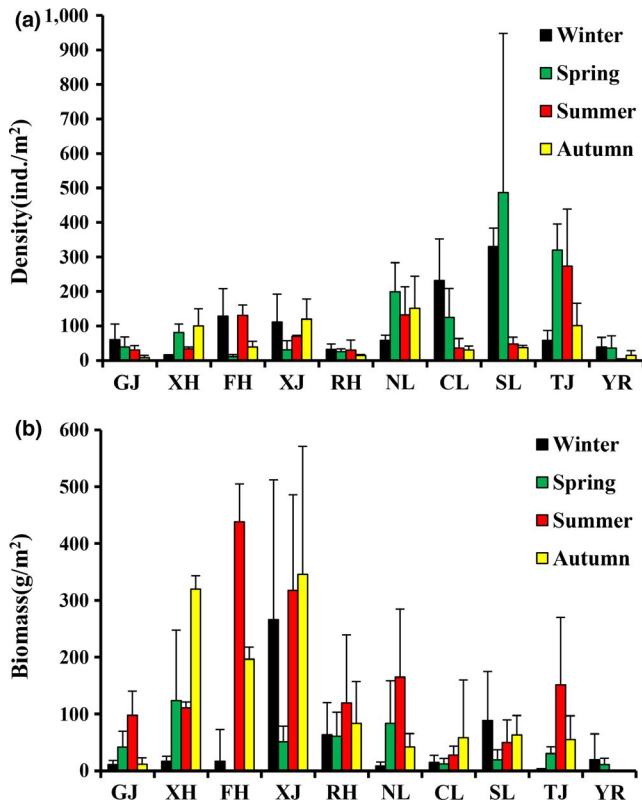 (a)
1,000
900
800
700
600
500
400
300
200
100
0
Density(ind./m²)
Winter
Spring
Summer
Autumn
GJ XH FH XJ RH NL CL SL TJ YR
(b)
600
500
400
300
200
100
0
Biomass(g/m²)
Winter
Spring
Summer
Autumn
GJ XH FH XJ RH NL CL SL TJ YR